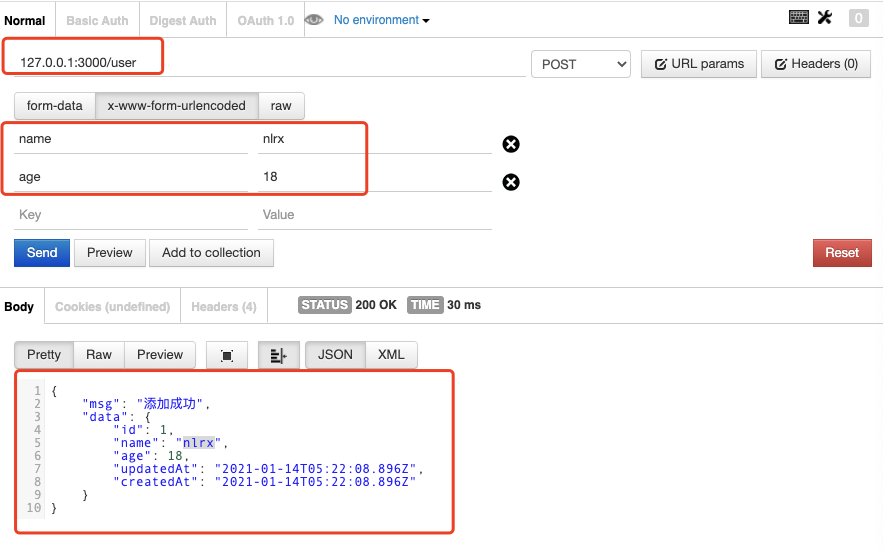 Normal Basic Auth Digest Auth OAuth 1.0 No environment 0
127.0.0.1:3000/user POST URL params Headers (0)
form-data x-www-form-urlencoded raw
name nlrx
age 18
Key Value
Send Preview Add to collection Reset
Body Cookies (undefined) Headers (4) STATUS 200 OK TIME 30 ms
Pretty Raw Preview JSON XML
1 {
2 "msg": "添加成功",
3 "data": {
4 "id": 1,
5 "name": "nlrx",
6 "age": 18,
7 "updatedAt": "2021-01-14T05:22:08.896Z",
8 "createdAt": "2021-01-14T05:22:08.896Z"
9 }
10 }